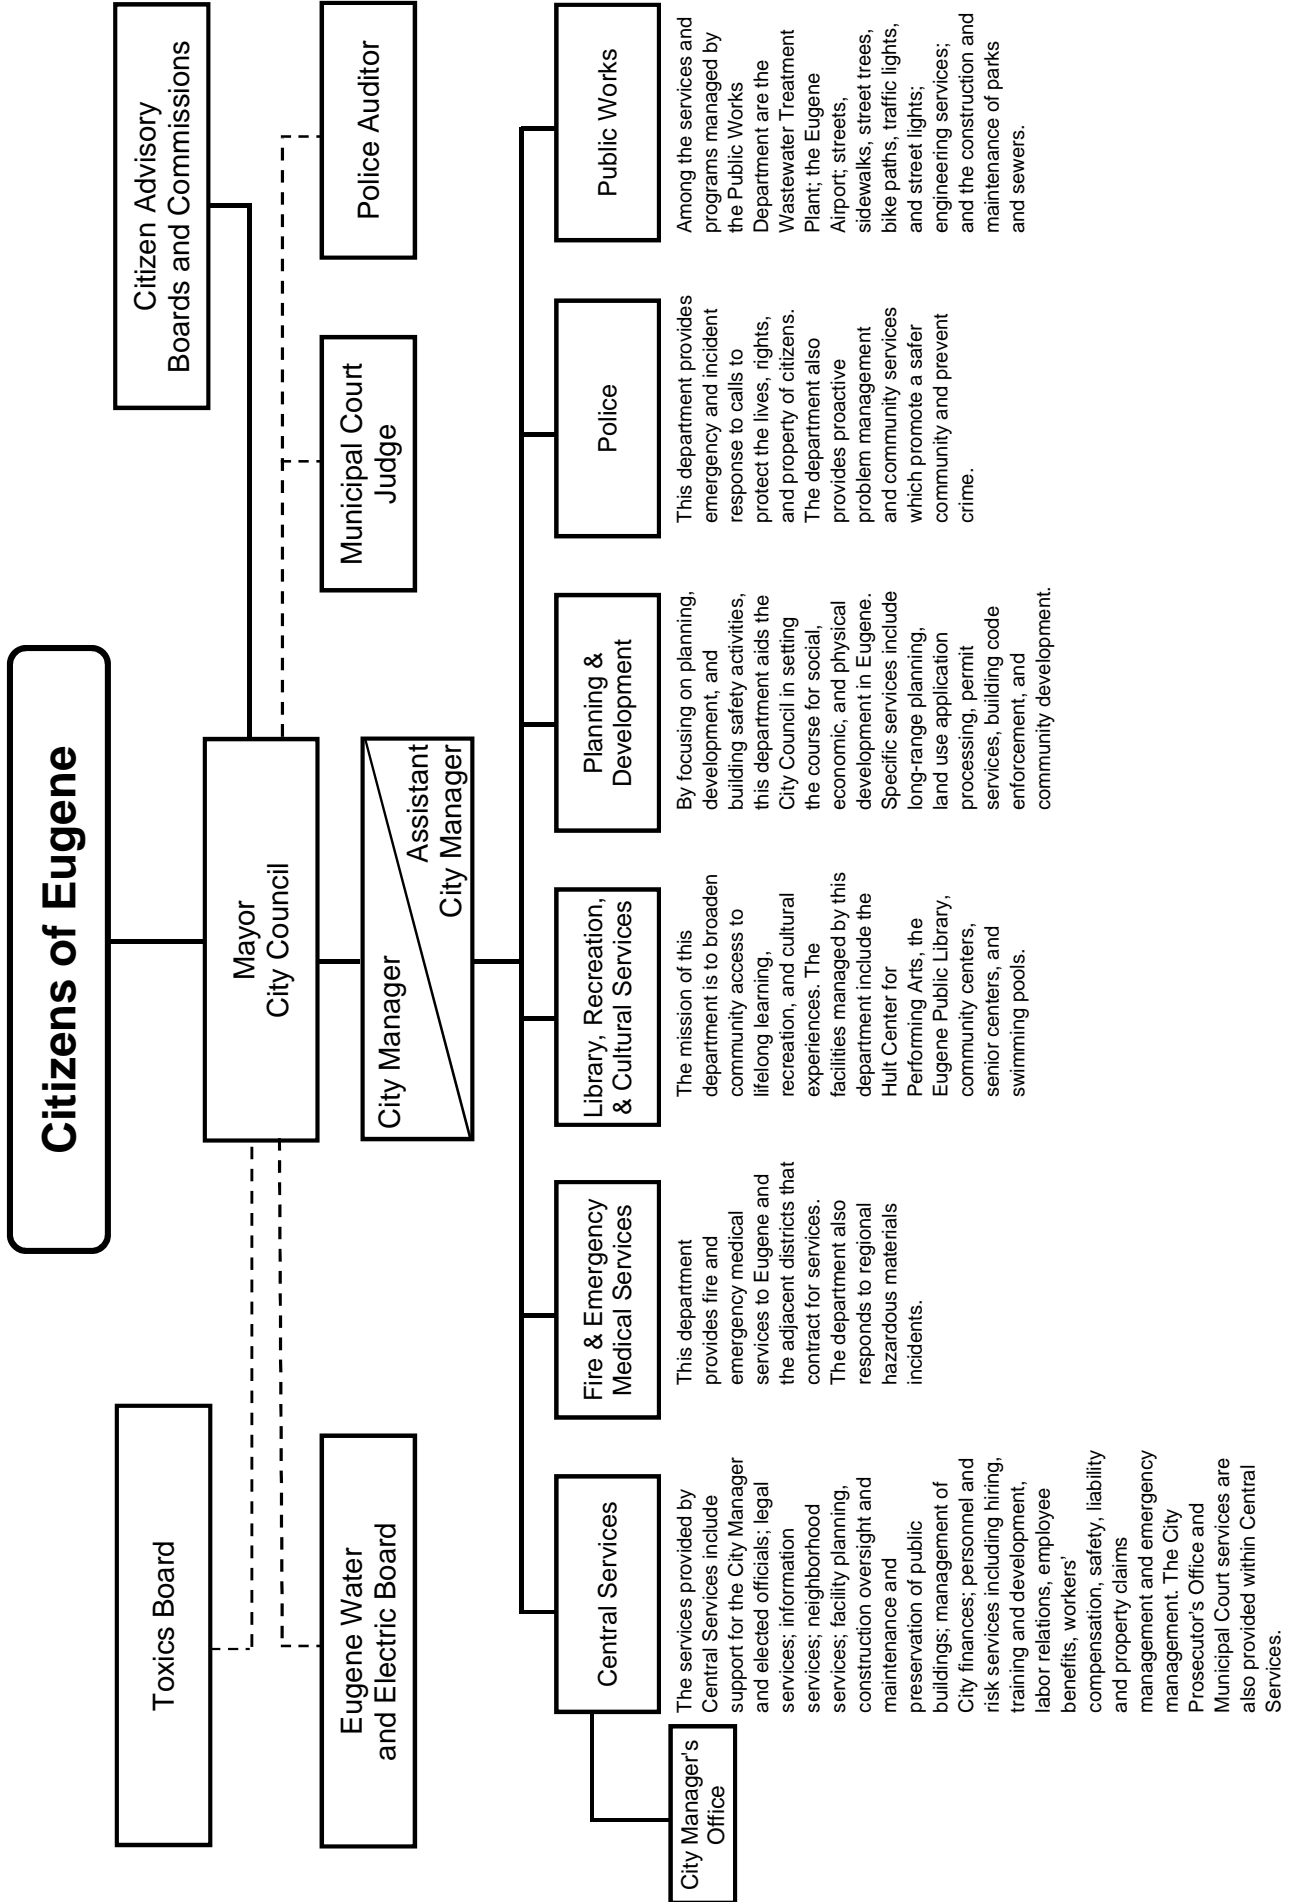 Citizens of Eugene
Toxics Board
Citizen Advisory
Boards and Commissions
Mayor
City Council
Eugene Water
and Electric Board
Municipal Court
Judge
Police Auditor
City Manager
Assistant
City Manager
Central Services
Fire & Emergency
Medical Services
Library, Recreation,
& Cultural Services
Planning &
Development
Police
Public Works
City Manager's
Office
The services provided by
Central Services include
support for the City Manager
and elected officials; legal
services; information
services; neighborhood
services; facility planning,
construction oversight and
maintenance and
preservation of public
buildings; management of
City finances; personnel and
risk services including hiring,
training and development,
labor relations, employee
benefits, workers'
compensation, safety, liability
and property claims
management and emergency
management. The City
Prosecutor's Office and
Municipal Court services are
also provided within Central
Services.
This department
provides fire and
emergency medical
services to Eugene and
the adjacent districts that
contract for services.
The department also
responds to regional
hazardous materials
incidents.
The mission of this
department is to broaden
community access to
lifelong learning,
recreation, and cultural
experiences. The
facilities managed by this
department include the
Hult Center for
Performing Arts, the
Eugene Public Library,
community centers,
senior centers, and
swimming pools.
By focusing on planning,
development, and
building safety activities,
this department aids the
City Council in setting
the course for social,
economic, and physical
development in Eugene.
Specific services include
long-range planning,
land use application
processing, permit
services, building code
enforcement, and
community development.
This department provides
emergency and incident
response to calls to
protect the lives, rights,
and property of citizens.
The department also
provides proactive
problem management
and community services
which promote a safer
community and prevent
crime.
Among the services and
programs managed by
the Public Works
Department are the
Wastewater Treatment
Plant; the Eugene
Airport; streets,
sidewalks, street trees,
bike paths, traffic lights,
and street lights;
engineering services;
and the construction and
maintenance of parks
and sewers.